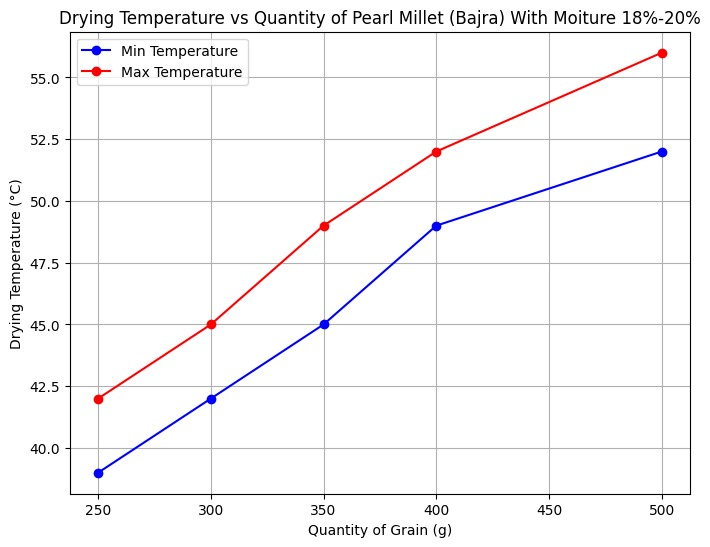 Drying Temperature vs Quantity of Pearl Millet (Bajra) With Moiture 18%-20%
Min Temperature
Max Temperature
55.0
52.5
50.0
47.5
45.0
42.5
40.0
Drying Temperature (°C)
250 300 350 400 450 500
Quantity of Grain (g)